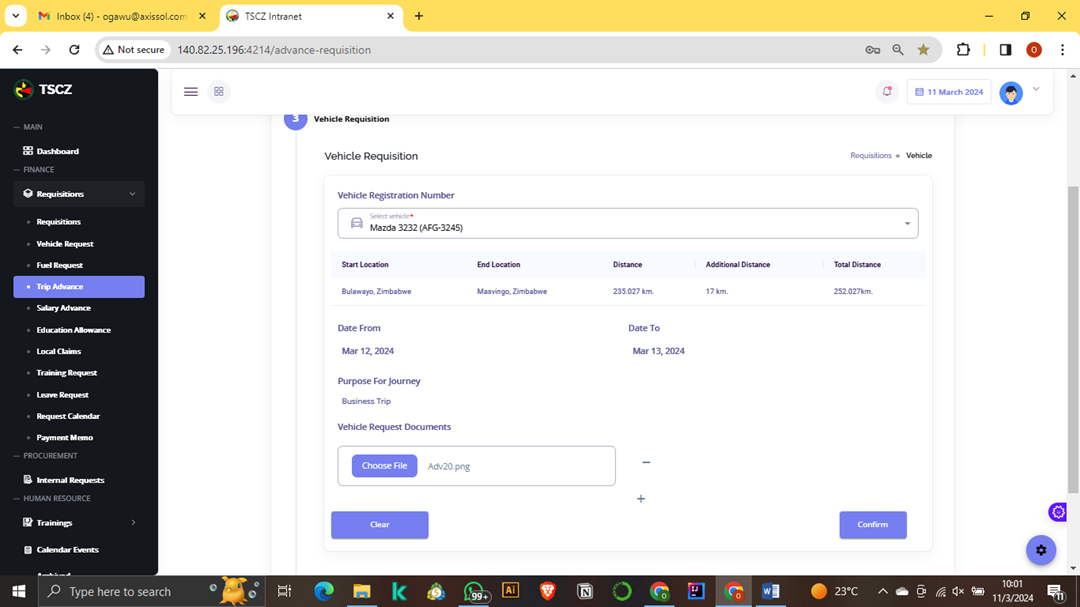 Inbox (4) - ogawu@axissol.com
TSCZ Intranet
Not secure
140.82.25.196:4214/advance-requisition
O
TSCZ
11 March 2024
MAIN
Dashboard
FINANCE
Requisitions
Requisitions
Vehicle Request
Fuel Request
Trip Advance
Salary Advance
Education Allowance
Local Claims
Training Request
Leave Request
Request Calendar
Payment Memo
PROCUREMENT
Internal Requests
HUMAN RESOURCE
Trainings
Calendar Events
3 Vehicle Requisition
Vehicle Requisition
Requisitions » Vehicle
Vehicle Registration Number
Select vehicle*
Mazda 3232 (AFG-3245)
Start Location End Location Distance Additional Distance Total Distance
Bulawayo, Zimbabwe Masvingo, Zimbabwe 235.027 km. 17 km. 252.027km.
Date From Date To
Mar 12, 2024 Mar 13, 2024
Purpose For Journey
Business Trip
Vehicle Request Documents
Choose File Adv20.png
Clear Confirm
Type here to search
99+
Ai
23°C
10:01
11/3/2024
11